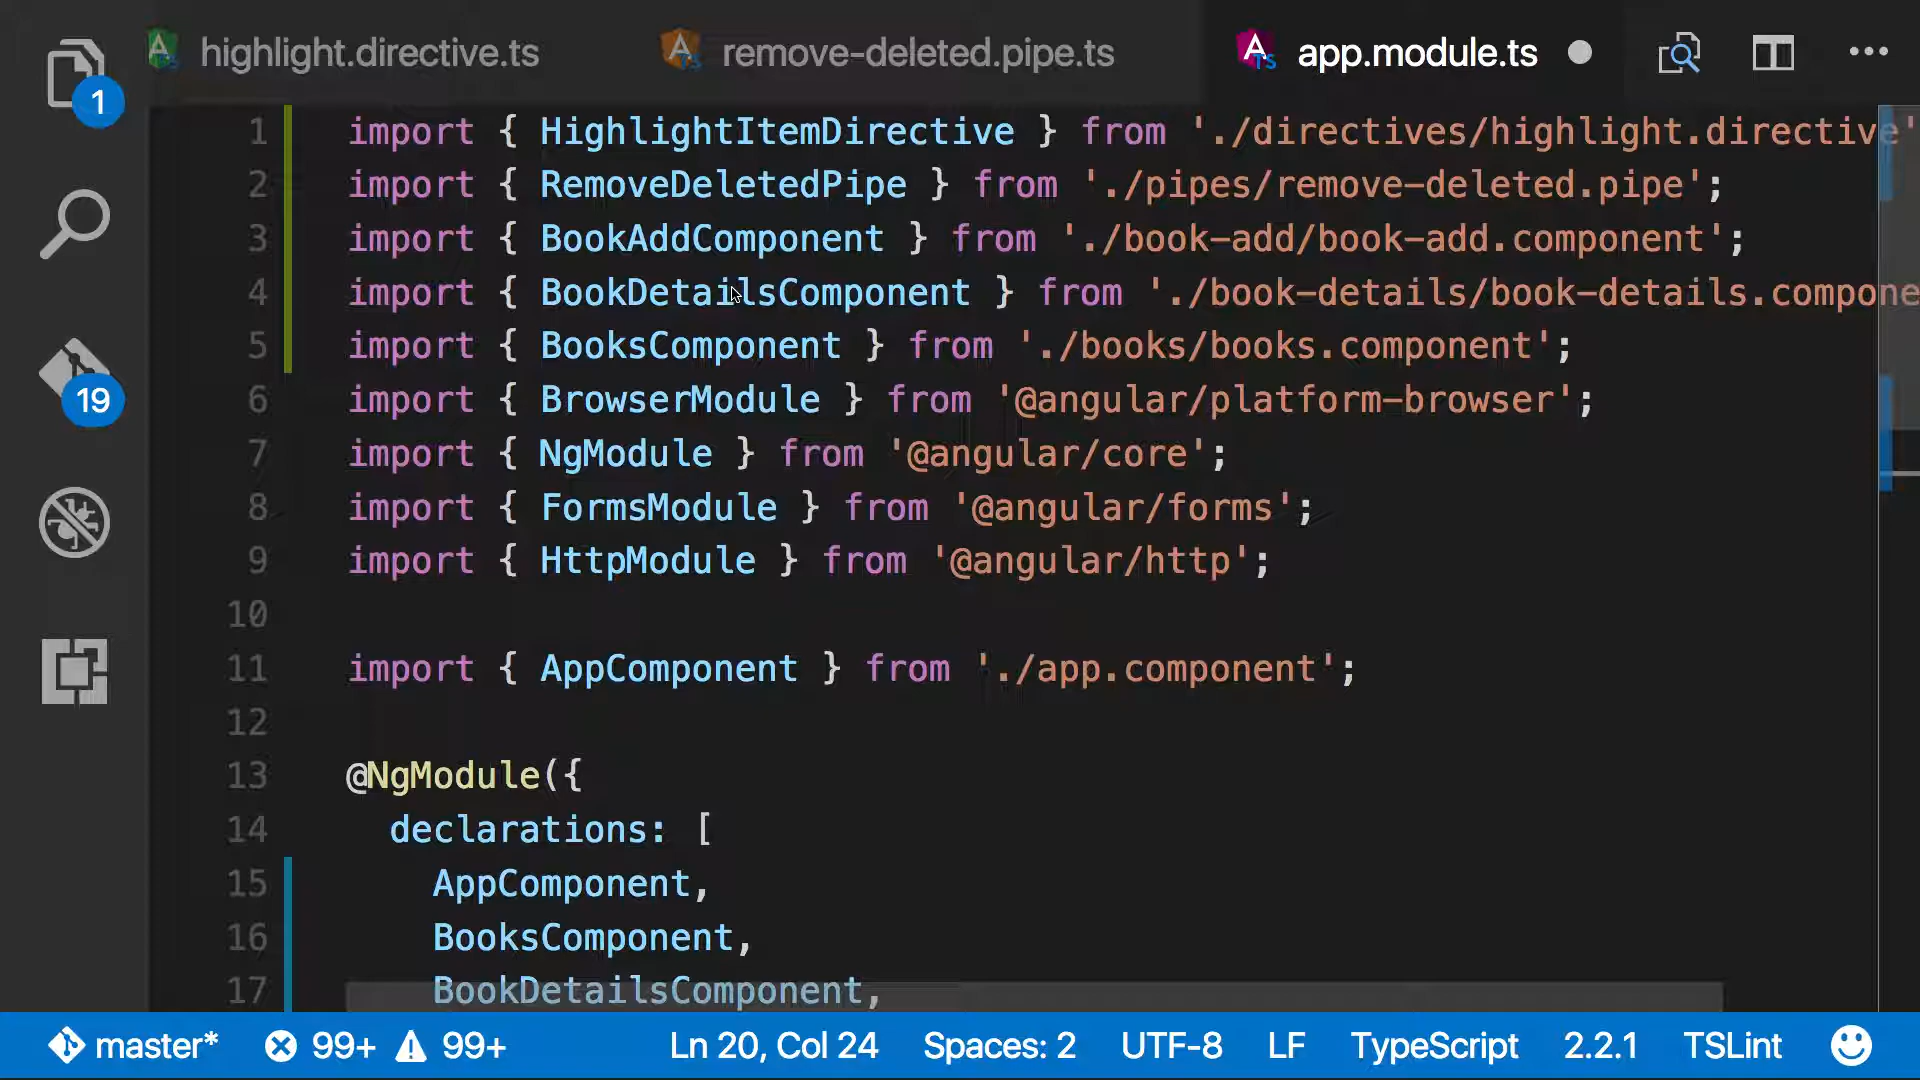 highlight.directive.ts remove-deleted.pipe.ts app.module.ts
1
19
1 import { HighlightItemDirective } from './directives/highlight.directive'
2 import { RemoveDeletedPipe } from './pipes/remove-deleted.pipe';
3 import { BookAddComponent } from './book-add/book-add.component';
4 import { BookDetailsComponent } from './book-details/book-details.compone
5 import { BooksComponent } from './books/books.component';
6 import { BrowserModule } from '@angular/platform-browser';
7 import { NgModule } from '@angular/core';
8 import { FormsModule } from '@angular/forms';
9 import { HttpModule } from '@angular/http';
10
11 import { AppComponent } from './app.component';
12
13 @NgModule({
14 declarations: [
15 AppComponent,
16 BooksComponent,
17 BookDetailsComponent,
master* 99+ 99+ Ln 20, Col 24 Spaces: 2 UTF-8 LF TypeScript 2.2.1 TSLint